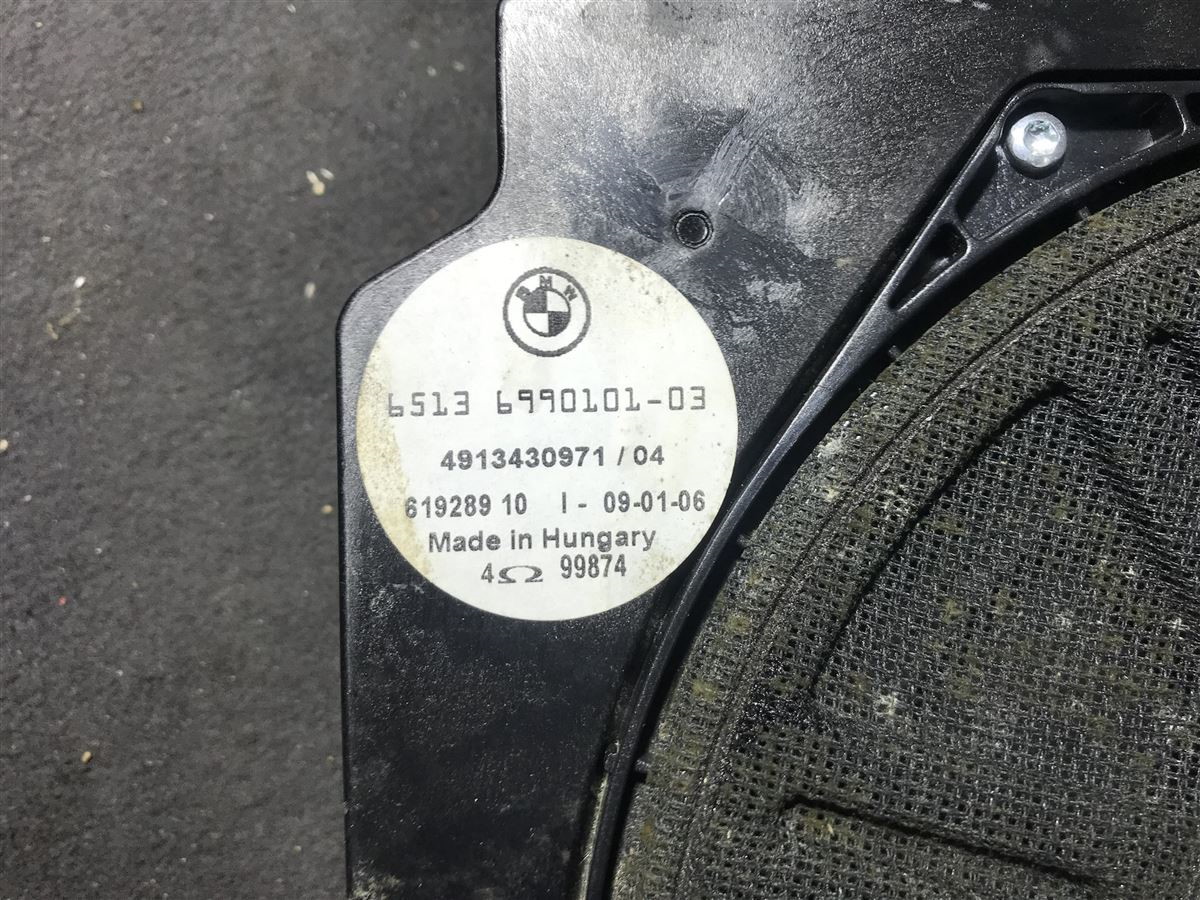 BMW
6513 6990101-03
4913430971 / 04
619289 10 I - 09-01-06
Made in Hungary
4Ω 99874